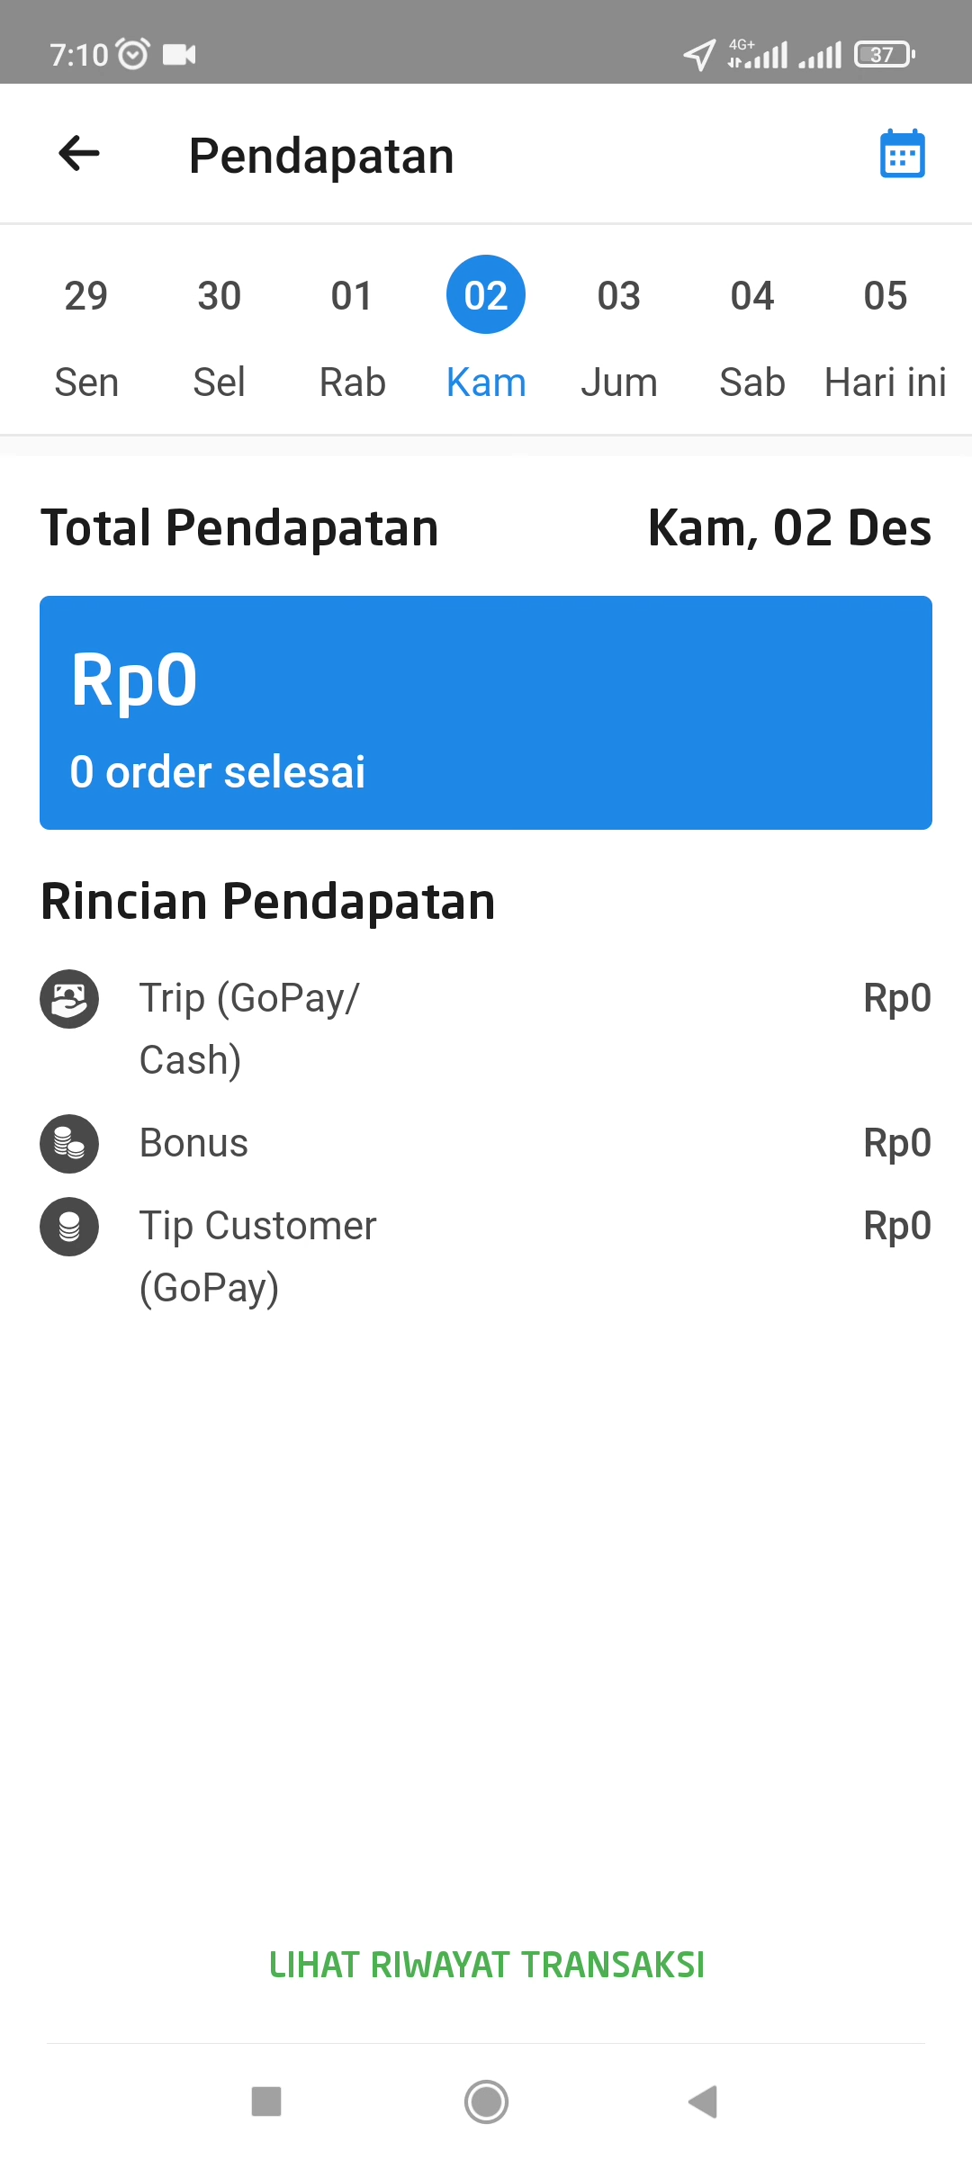 7:10 4G+ 37
Pendapatan
29 30 01 02 03 04 05
Sen Sel Rab Kam Jum Sab Hari ini
Total Pendapatan Kam, 02 Des
Rp0
0 order selesai
Rincian Pendapatan
Trip (GoPay/ Rp0
Cash)
Bonus Rp0
Tip Customer Rp0
(GoPay)
LIHAT RIWAYAT TRANSAKSI